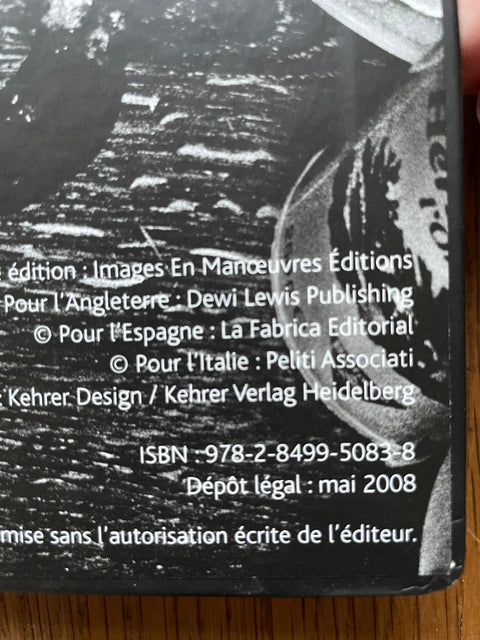 édition : Images En Manœuvres Éditions
Pour l'Angleterre : Dewi Lewis Publishing
© Pour l'Espagne : La Fabrica Editorial
© Pour l'Italie : Peliti Associati
: Kehrer Design / Kehrer Verlag Heidelberg
ISBN : 978-2-8499-5083-8
Dépôt légal : mai 2008
mise sans l'autorisation écrite de l'éditeur.